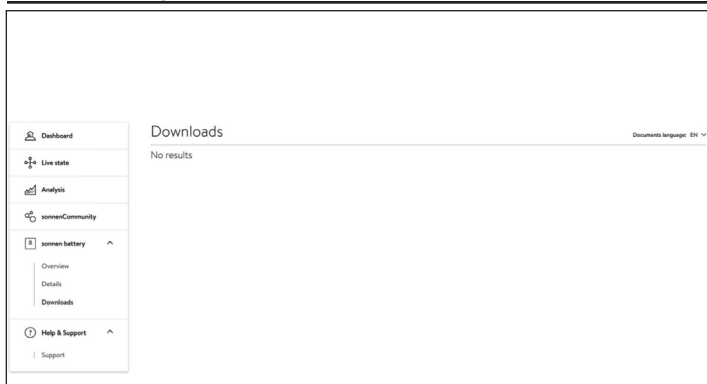 Dashboard
Live state
Analysis
sonnenCommunity
sonnen battery
Overview
Details
Downloads
Help & Support
Support
Downloads
Documents language: EN
No results